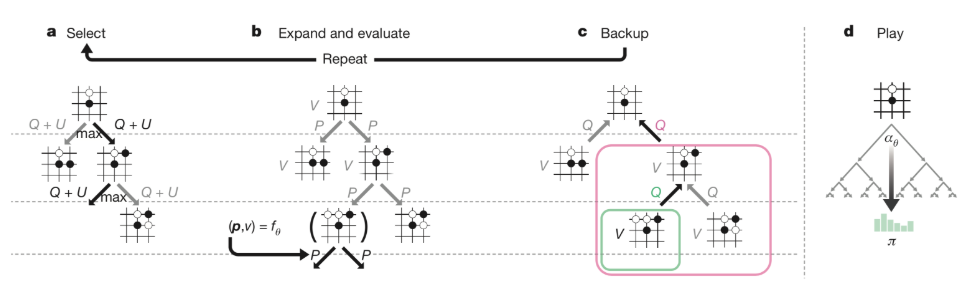 a Select
b Expand and evaluate
c Backup
d Play
Repeat
Q + U
max
Q + U
Q + U
max
Q + U
V
P
P
V
V
P
P
(p,v) = fθ
P
P
Q
Q
V
V
Q
Q
V
V
αθ
π